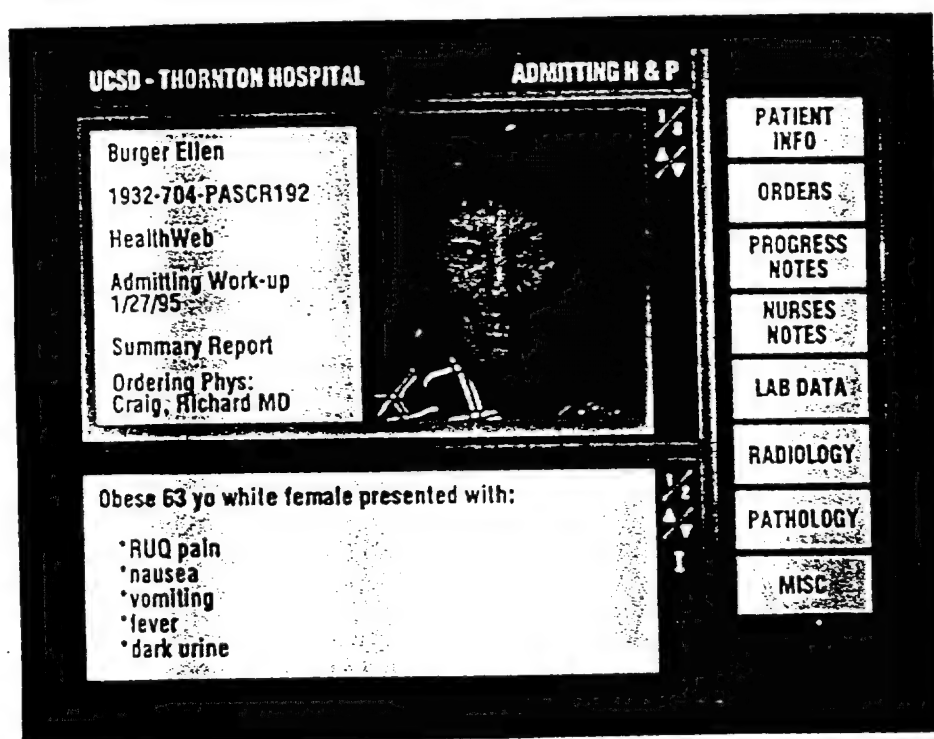 UCSD - THORNTON HOSPITAL
ADMITTING H & P
Burger Ellen
1932-704-PASCR192
HealthWeb
Admitting Work-up
1/27/95
Summary Report
Ordering Phys:
Craig, Richard MD
1/8
Obese 63 yo white female presented with:
*RUQ pain
*nausea
*vomiting
*fever
*dark urine
1/2
I
PATIENT
INFO
ORDERS
PROGRESS
NOTES
NURSES
NOTES
LAB DATA
RADIOLOGY
PATHOLOGY
MISC